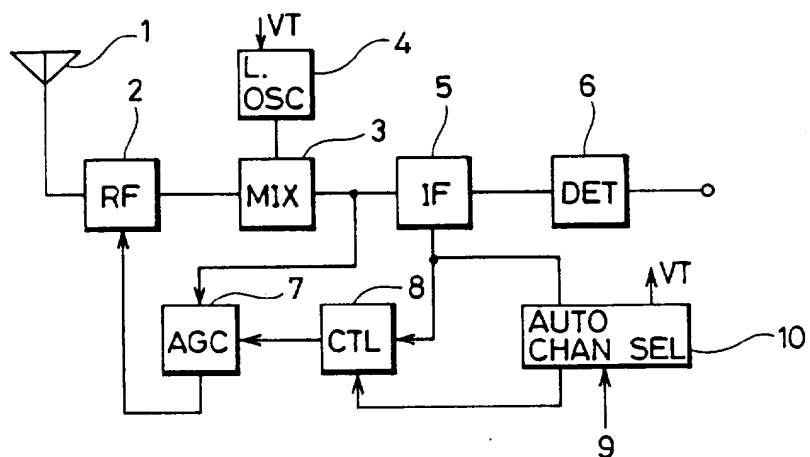 1
VT
4
L.
OSC
2
3
5
6
RF
MIX
IF
DET
7
8
VT
AGC
CTL
AUTO
CHAN SEL
10
9